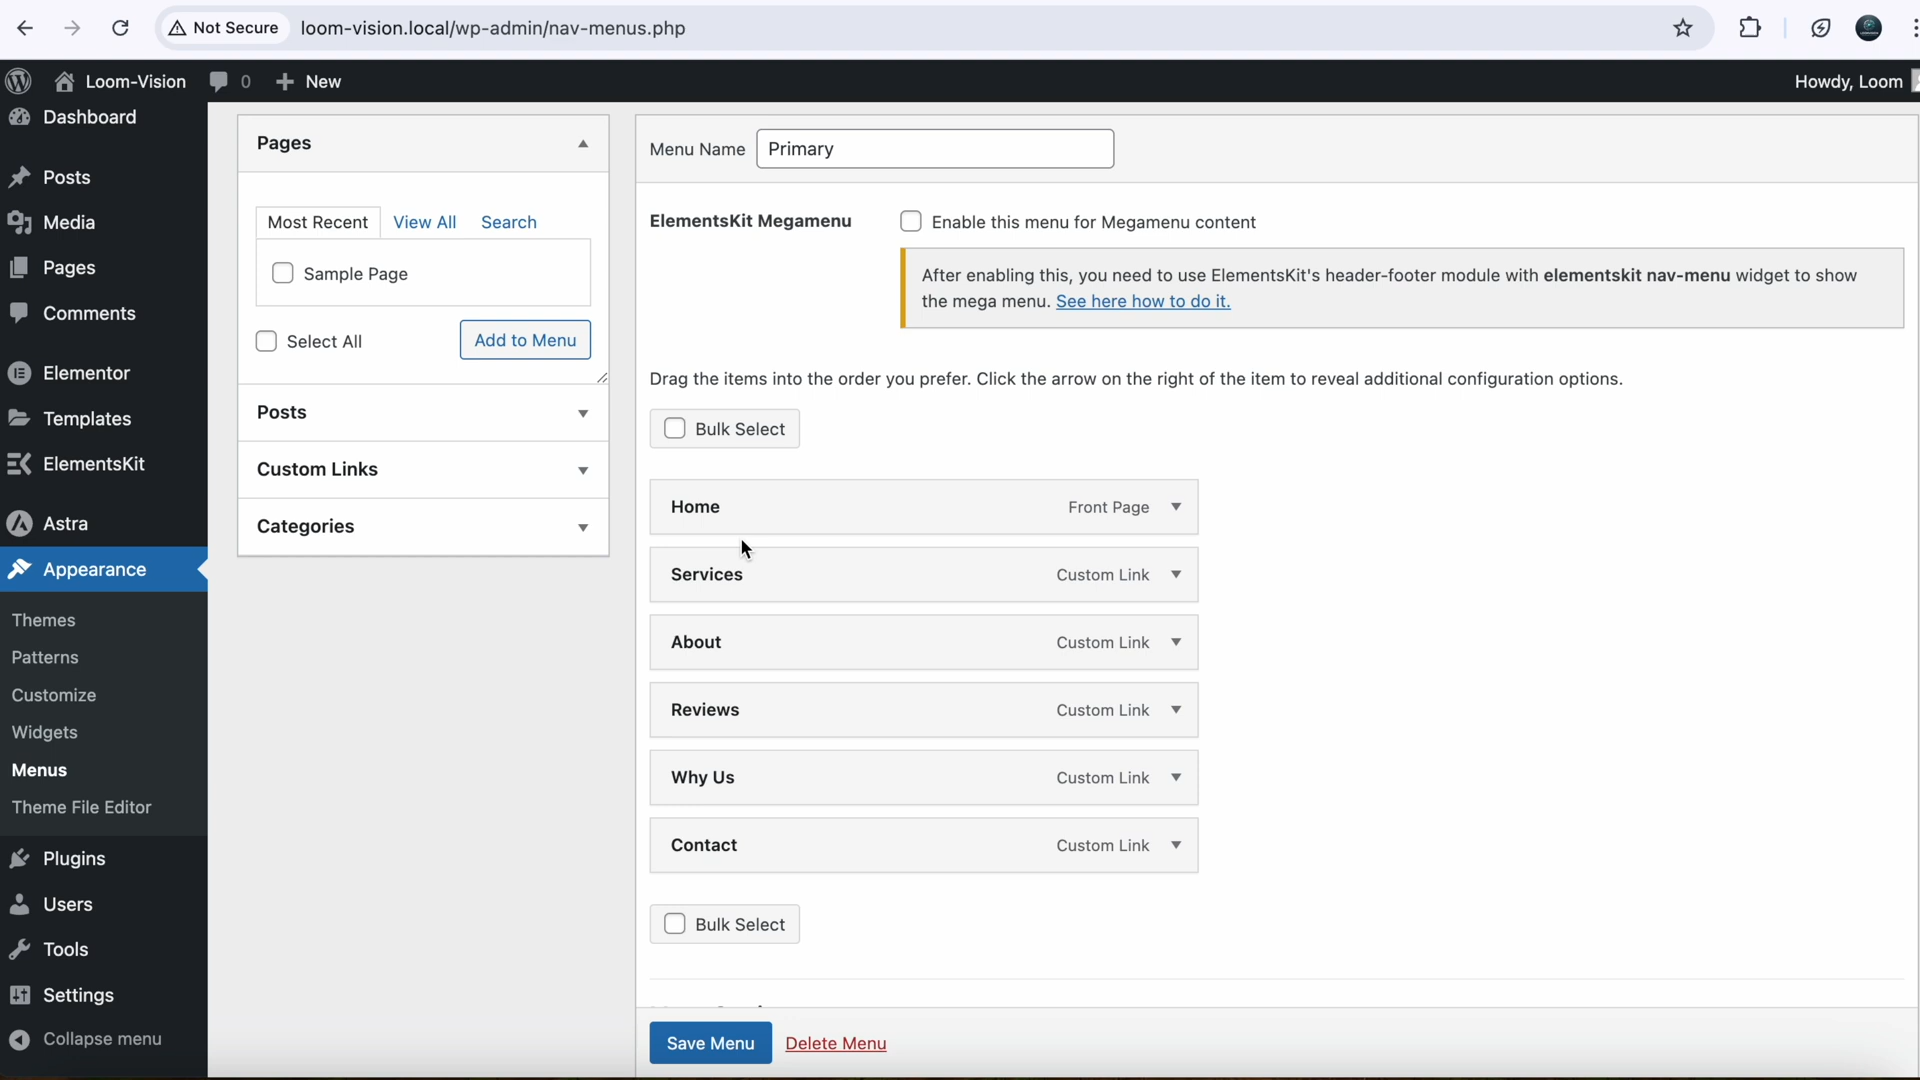 Not Secure loom-vision.local/wp-admin/nav-menus.php
Loom-Vision 0 New Howdy, Loom
Dashboard
Posts
Media
Pages
Comments
Elementor
Templates
ElementsKit
Astra
Appearance
Themes
Patterns
Customize
Widgets
Menus
Theme File Editor
Plugins
Users
Tools
Settings
Collapse menu
Pages
Most Recent View All Search
Sample Page
Select All Add to Menu
Posts
Custom Links
Categories
Menu Name Primary
ElementsKit Megamenu Enable this menu for Megamenu content
After enabling this, you need to use ElementsKit's header-footer module with elementskit nav-menu widget to show
the mega menu. See here how to do it.
Drag the items into the order you prefer. Click the arrow on the right of the item to reveal additional configuration options.
Bulk Select
Home Front Page
Services Custom Link
About Custom Link
Reviews Custom Link
Why Us Custom Link
Contact Custom Link
Bulk Select
Save Menu Delete Menu